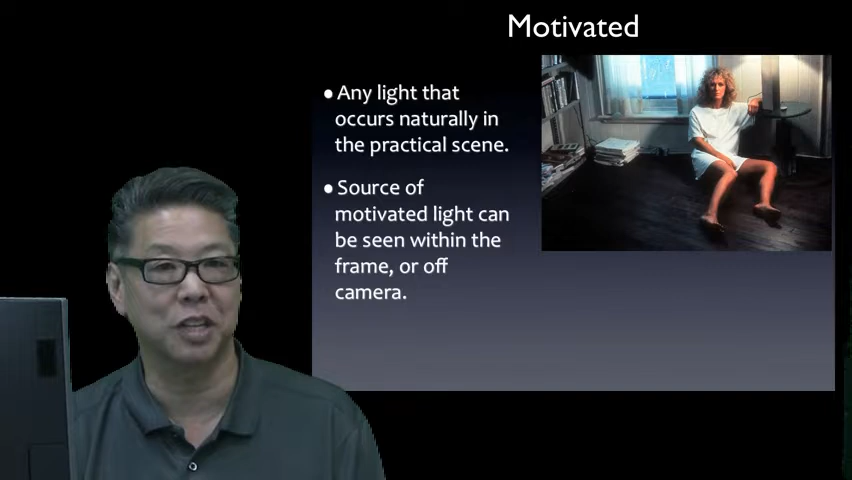 Motivated
●Any light that
occurs naturally in
the practical scene.
●Source of
motivated light can
be seen within the
frame, or off
camera.